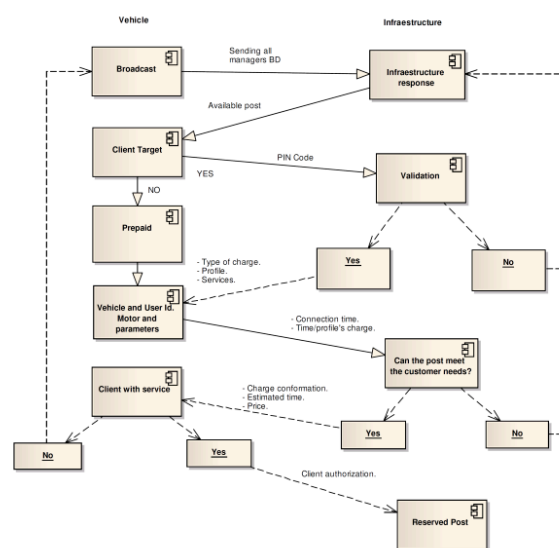 Vehicle
Infraestructure
Broadcast
Sending all
managers BD
Infraestructure
response
Available post
Client Target
YES
PIN Code
Validation
NO
Prepaid
- Type of charge.
- Profile.
- Services.
Yes
No
Vehicle and User Id.
Motor and
parameters
- Connection time.
- Time/profile's charge.
Can the post meet
the customer needs?
Client with service
- Charge conformation.
- Estimated time.
- Price.
Yes
No
No
Yes
Client authorization.
Reserved Post